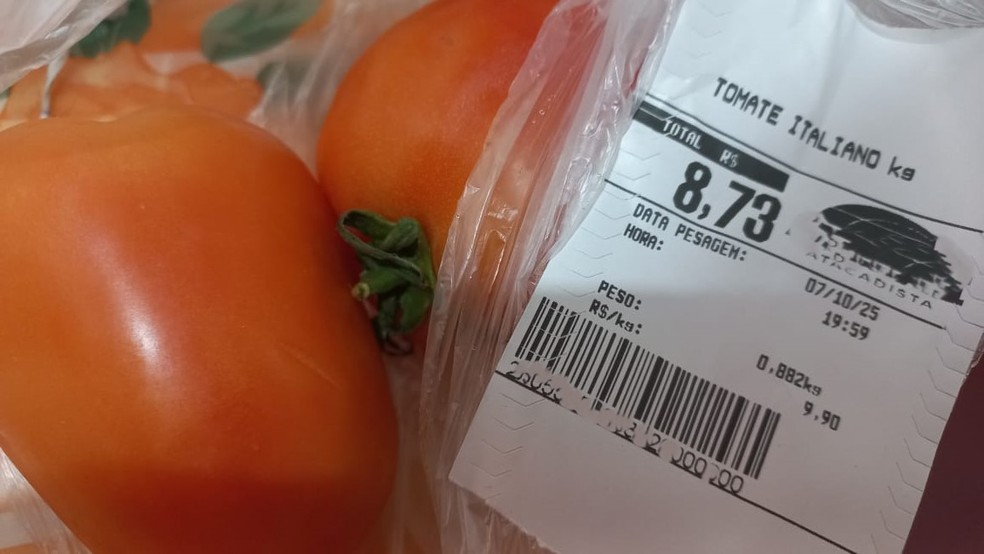 TOMATE ITALIANO kg
TOTAL R$
8,73
ATACADISTA
DATA PESAGEM: 07/10/25
HORA: 19:59
PESO: 0,882kg
R$/kg: 9,90